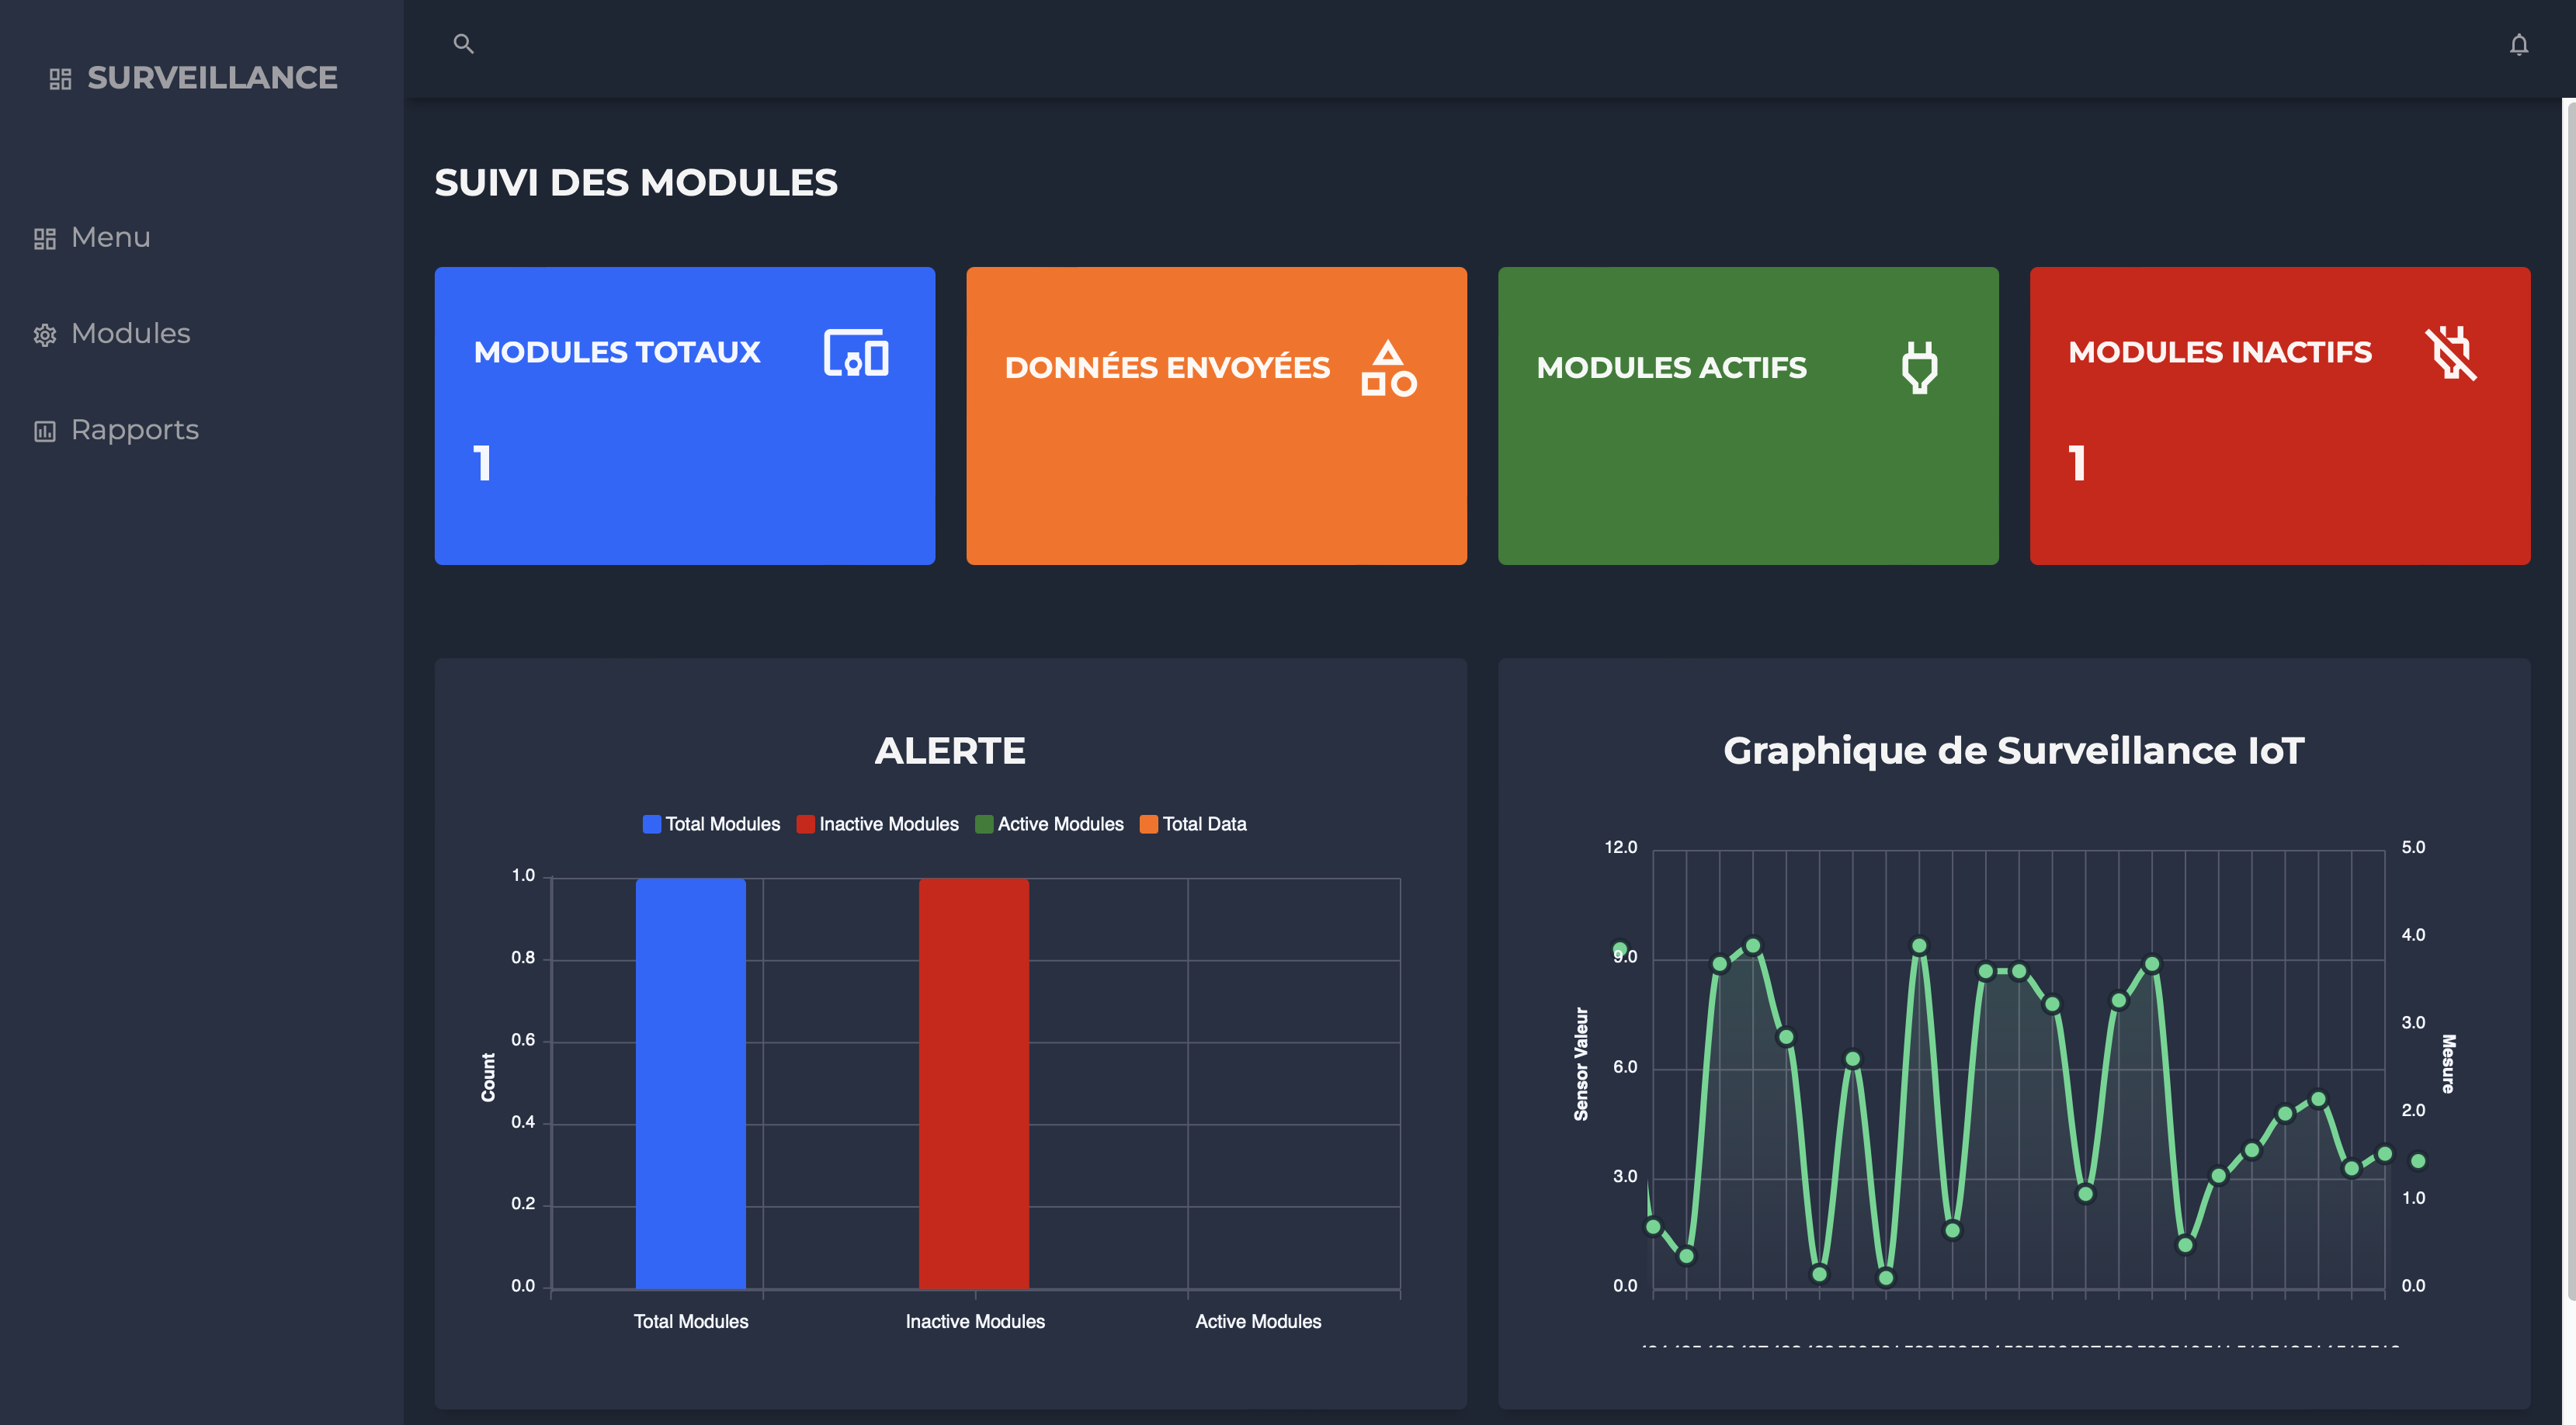 SURVEILLANCE
Menu
Modules
Rapports
SUIVI DES MODULES
MODULES TOTAUX
1
DONNÉES ENVOYÉES
MODULES ACTIFS
MODULES INACTIFS
1
ALERTE
Total Modules Inactive Modules Active Modules Total Data
Count
1.0
0.8
0.6
0.4
0.2
0.0
Total Modules Inactive Modules Active Modules
Graphique de Surveillance IoT
Sensor Valeur
12.0
9.0
6.0
3.0
0.0
5.0
4.0
3.0
2.0
1.0
0.0
Mesure